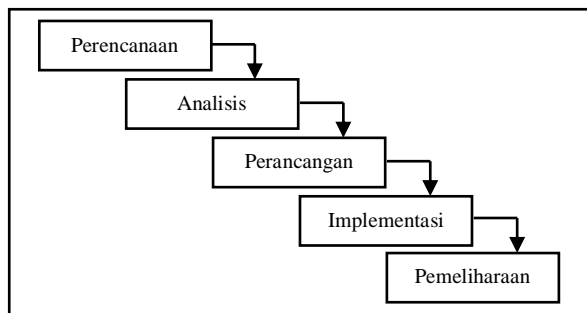 Perencanaan
Analisis
Perancangan
Implementasi
Pemeliharaan